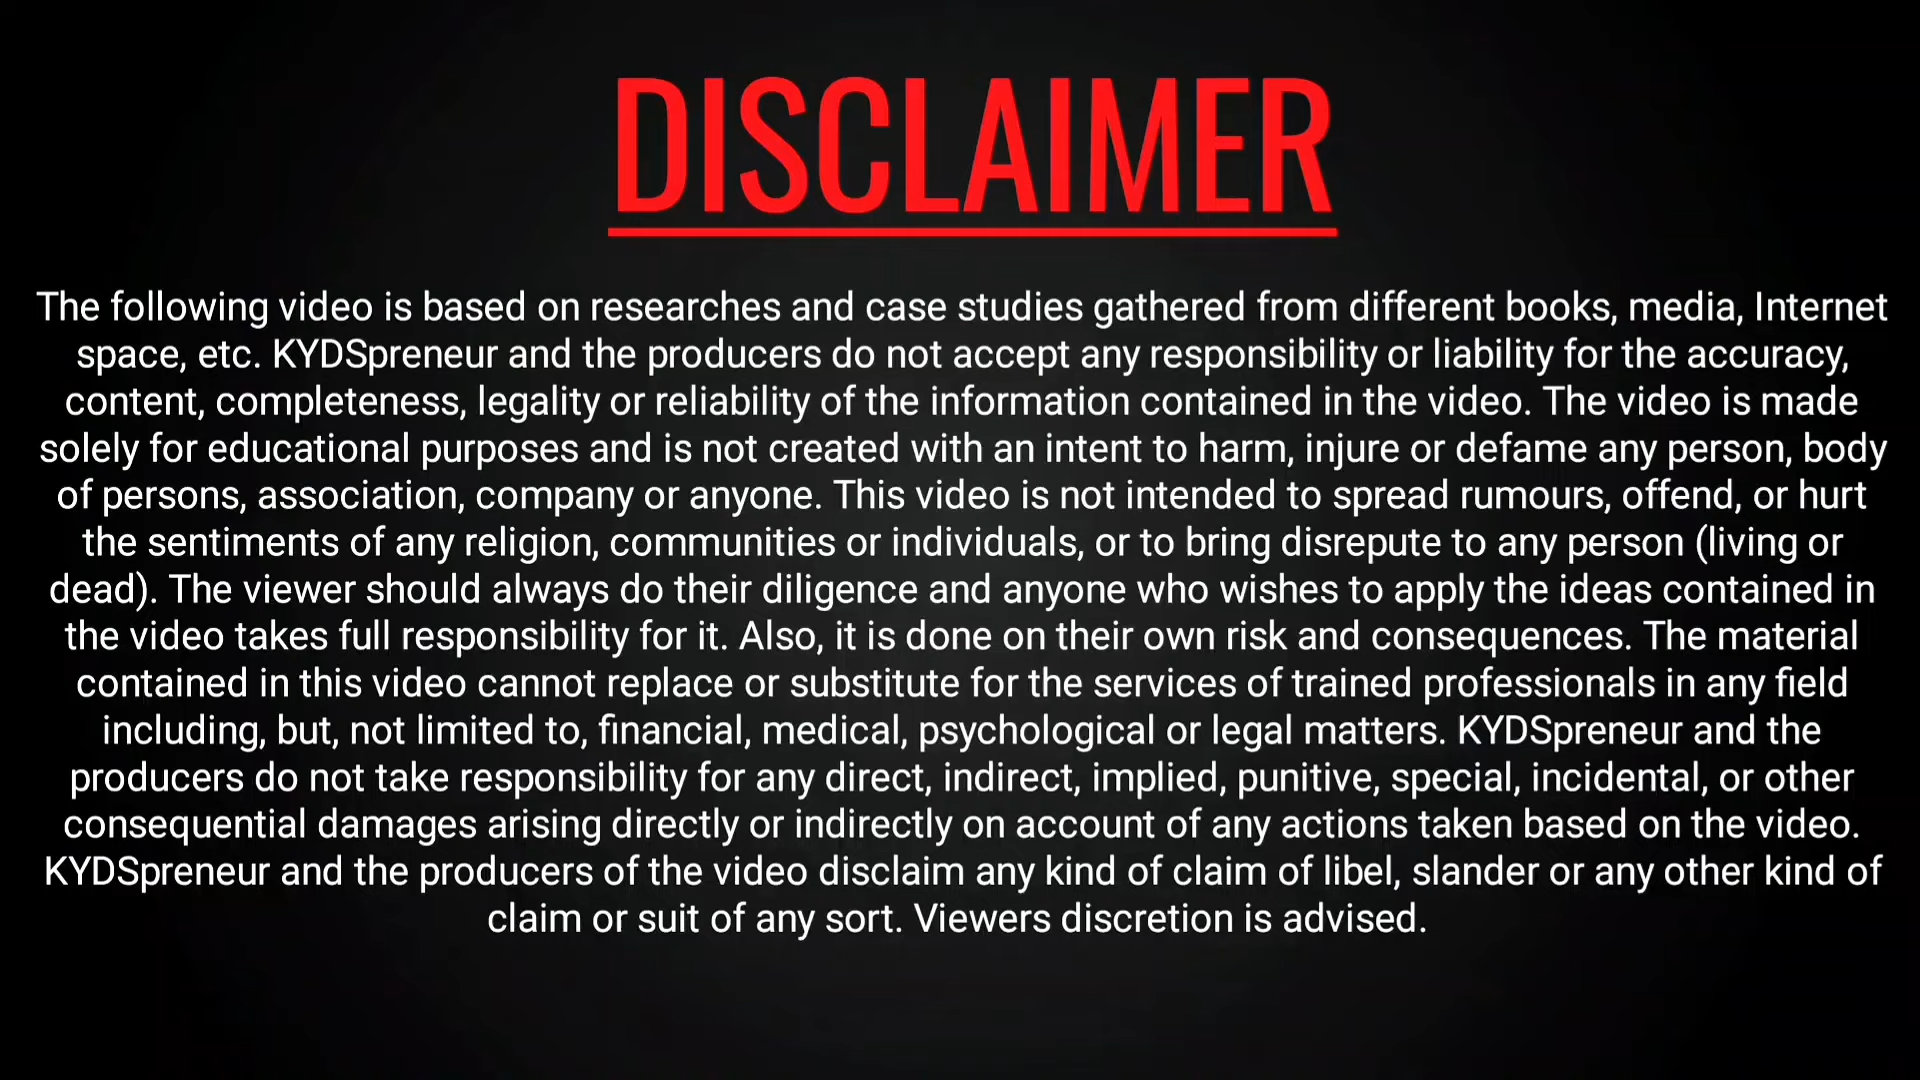 DISCLAIMER
The following video is based on researches and case studies gathered from different books, media, Internet
space, etc. KYDSpreneur and the producers do not accept any responsibility or liability for the accuracy,
content, completeness, legality or reliability of the information contained in the video. The video is made
solely for educational purposes and is not created with an intent to harm, injure or defame any person, body
of persons, association, company or anyone. This video is not intended to spread rumours, offend, or hurt
the sentiments of any religion, communities or individuals, or to bring disrepute to any person (living or
dead). The viewer should always do their diligence and anyone who wishes to apply the ideas contained in
the video takes full responsibility for it. Also, it is done on their own risk and consequences. The material
contained in this video cannot replace or substitute for the services of trained professionals in any field
including, but, not limited to, financial, medical, psychological or legal matters. KYDSpreneur and the
producers do not take responsibility for any direct, indirect, implied, punitive, special, incidental, or other
consequential damages arising directly or indirectly on account of any actions taken based on the video.
KYDSpreneur and the producers of the video disclaim any kind of claim of libel, slander or any other kind of
claim or suit of any sort. Viewers discretion is advised.